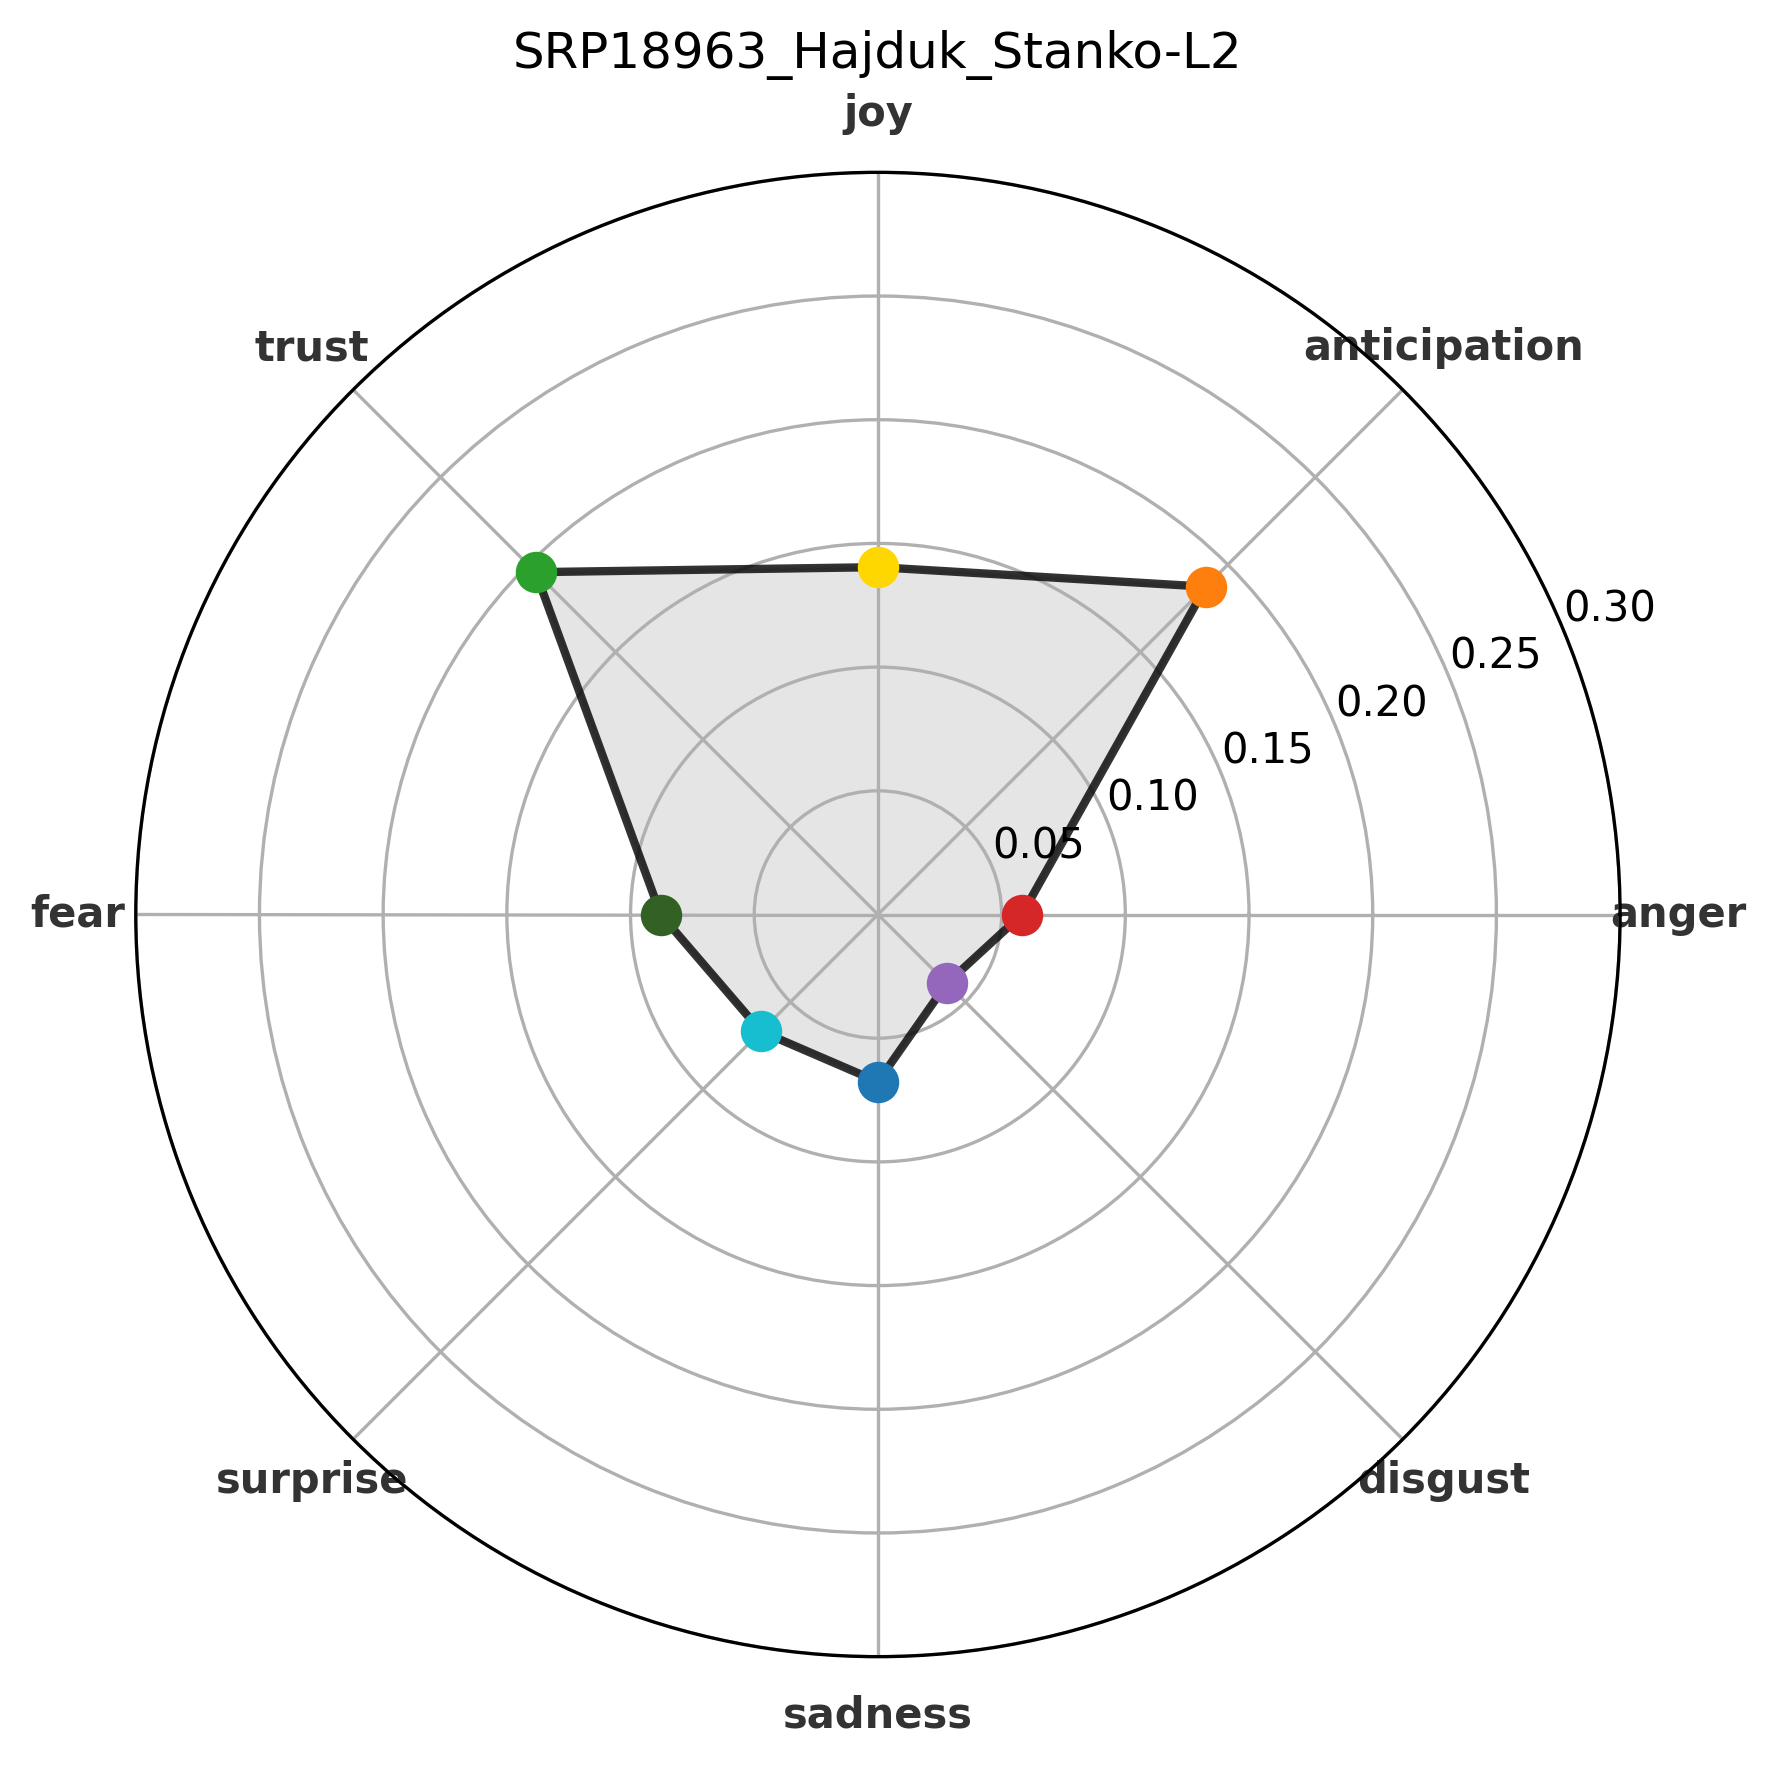 SRP18963_Hajduk_Stanko-L2
joy
trust
anticipation
0.30
0.25
0.20
0.15
0.10
0.05
fear
anger
surprise
disgust
sadness